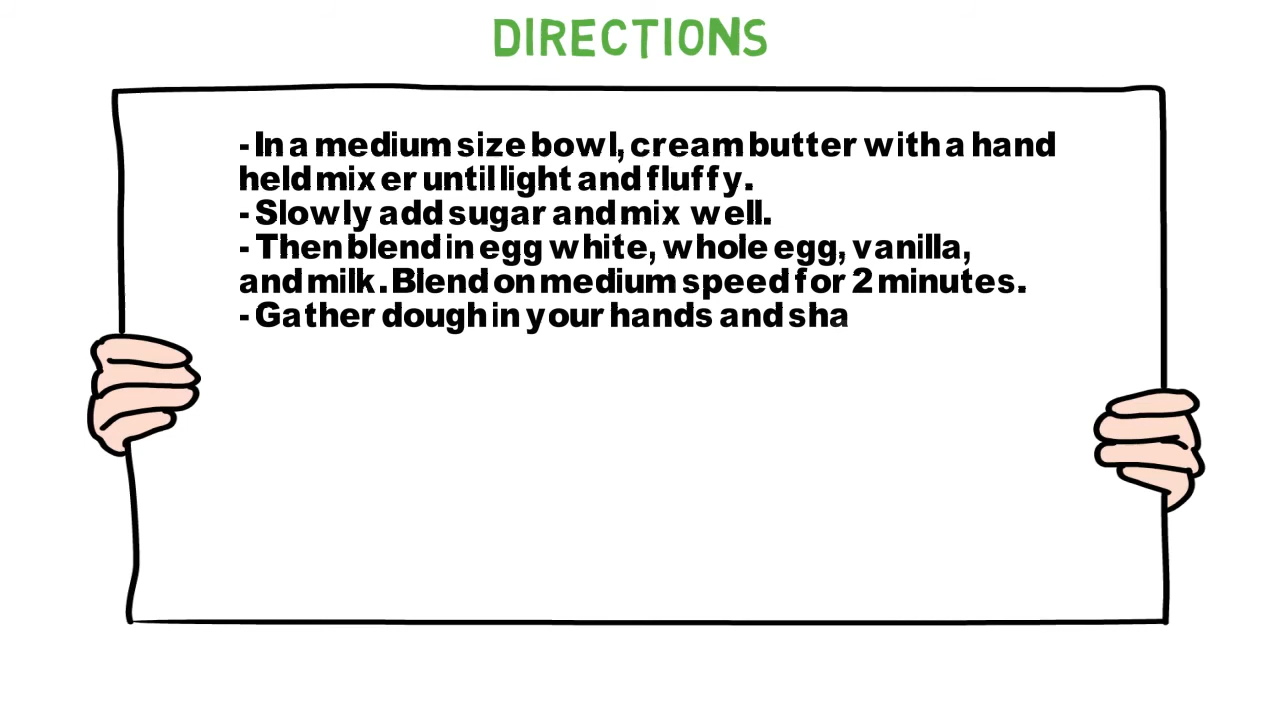 DIRECTIONS
- In a medium size bowl, cream butter with a hand
held mixer until light and fluffy.
- Slowly add sugar and mix well.
- Then blend in egg white, whole egg, vanilla,
and milk. Blend on medium speed for 2 minutes.
- Gather dough in your hands and sha